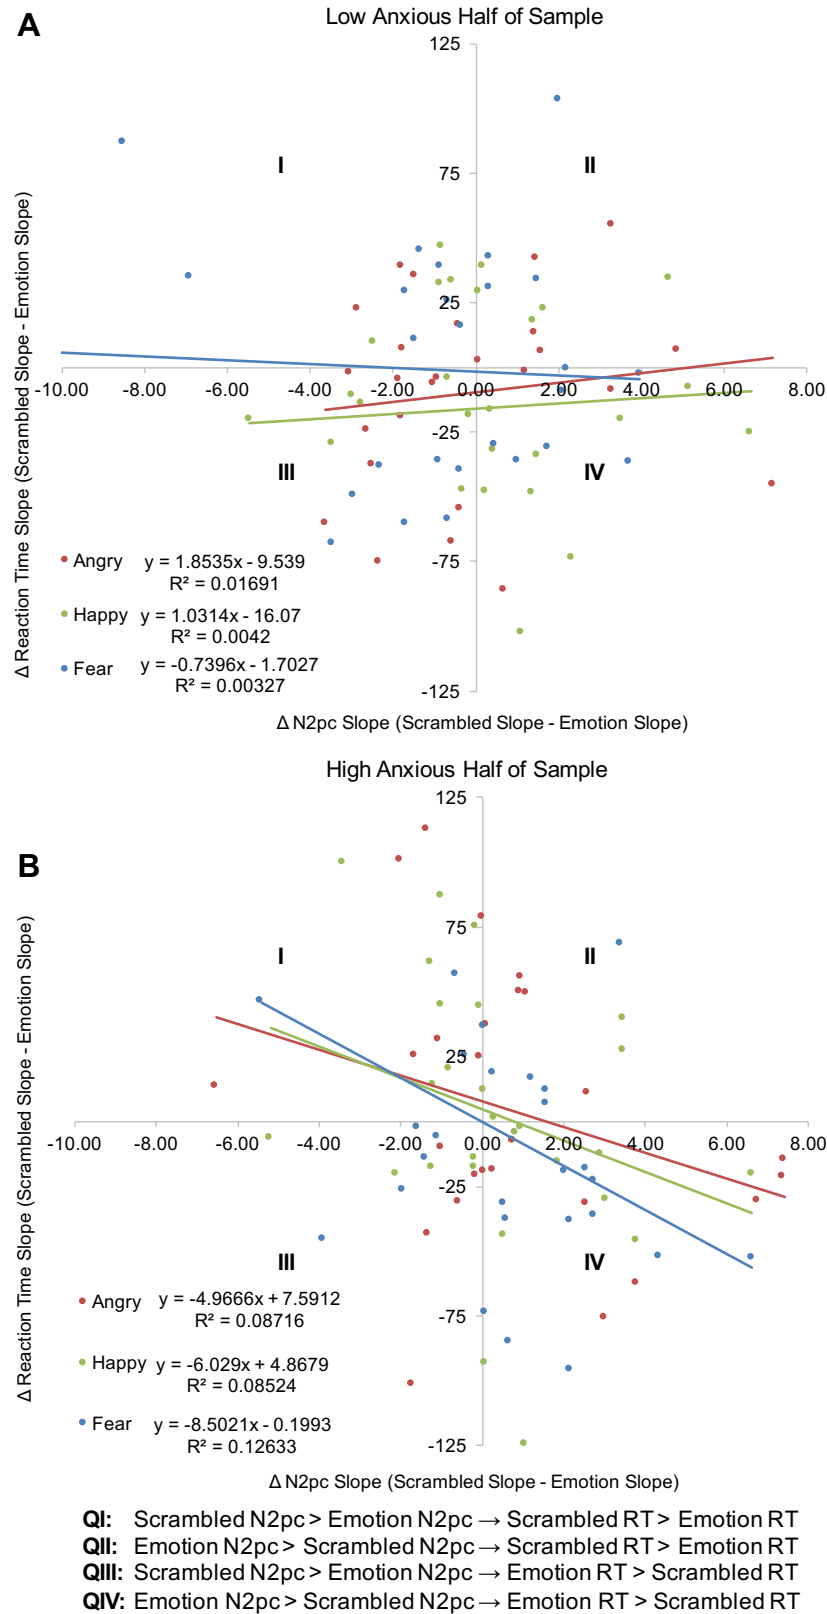 A
Low Anxious Half of Sample
125
I
II
75
25
-10.00 -8.00 -6.00 -4.00 -2.00 0.00 2.00 4.00 6.00 8.00
-25
III
IV
-75
-125
Δ Reaction Time Slope (Scrambled Slope - Emotion Slope)
Angry y = 1.8535x - 9.539
R² = 0.01691
Happy y = 1.0314x - 16.07
R² = 0.0042
Fear y = -0.7396x - 1.7027
R² = 0.00327
Δ N2pc Slope (Scrambled Slope - Emotion Slope)
High Anxious Half of Sample
B
125
75
I
II
25
-10.00 -8.00 -6.00 -4.00 -2.00 0.00 2.00 4.00 6.00 8.00
-25
III
IV
-75
-125
Δ Reaction Time Slope (Scrambled Slope - Emotion Slope)
Angry y = -4.9666x + 7.5912
R² = 0.08716
Happy y = -6.029x + 4.8679
R² = 0.08524
Fear y = -8.5021x - 0.1993
R² = 0.12633
Δ N2pc Slope (Scrambled Slope - Emotion Slope)
QI: Scrambled N2pc > Emotion N2pc → Scrambled RT > Emotion RT
QII: Emotion N2pc > Scrambled N2pc → Scrambled RT > Emotion RT
QIII: Scrambled N2pc > Emotion N2pc → Emotion RT > Scrambled RT
QIV: Emotion N2pc > Scrambled N2pc → Emotion RT > Scrambled RT